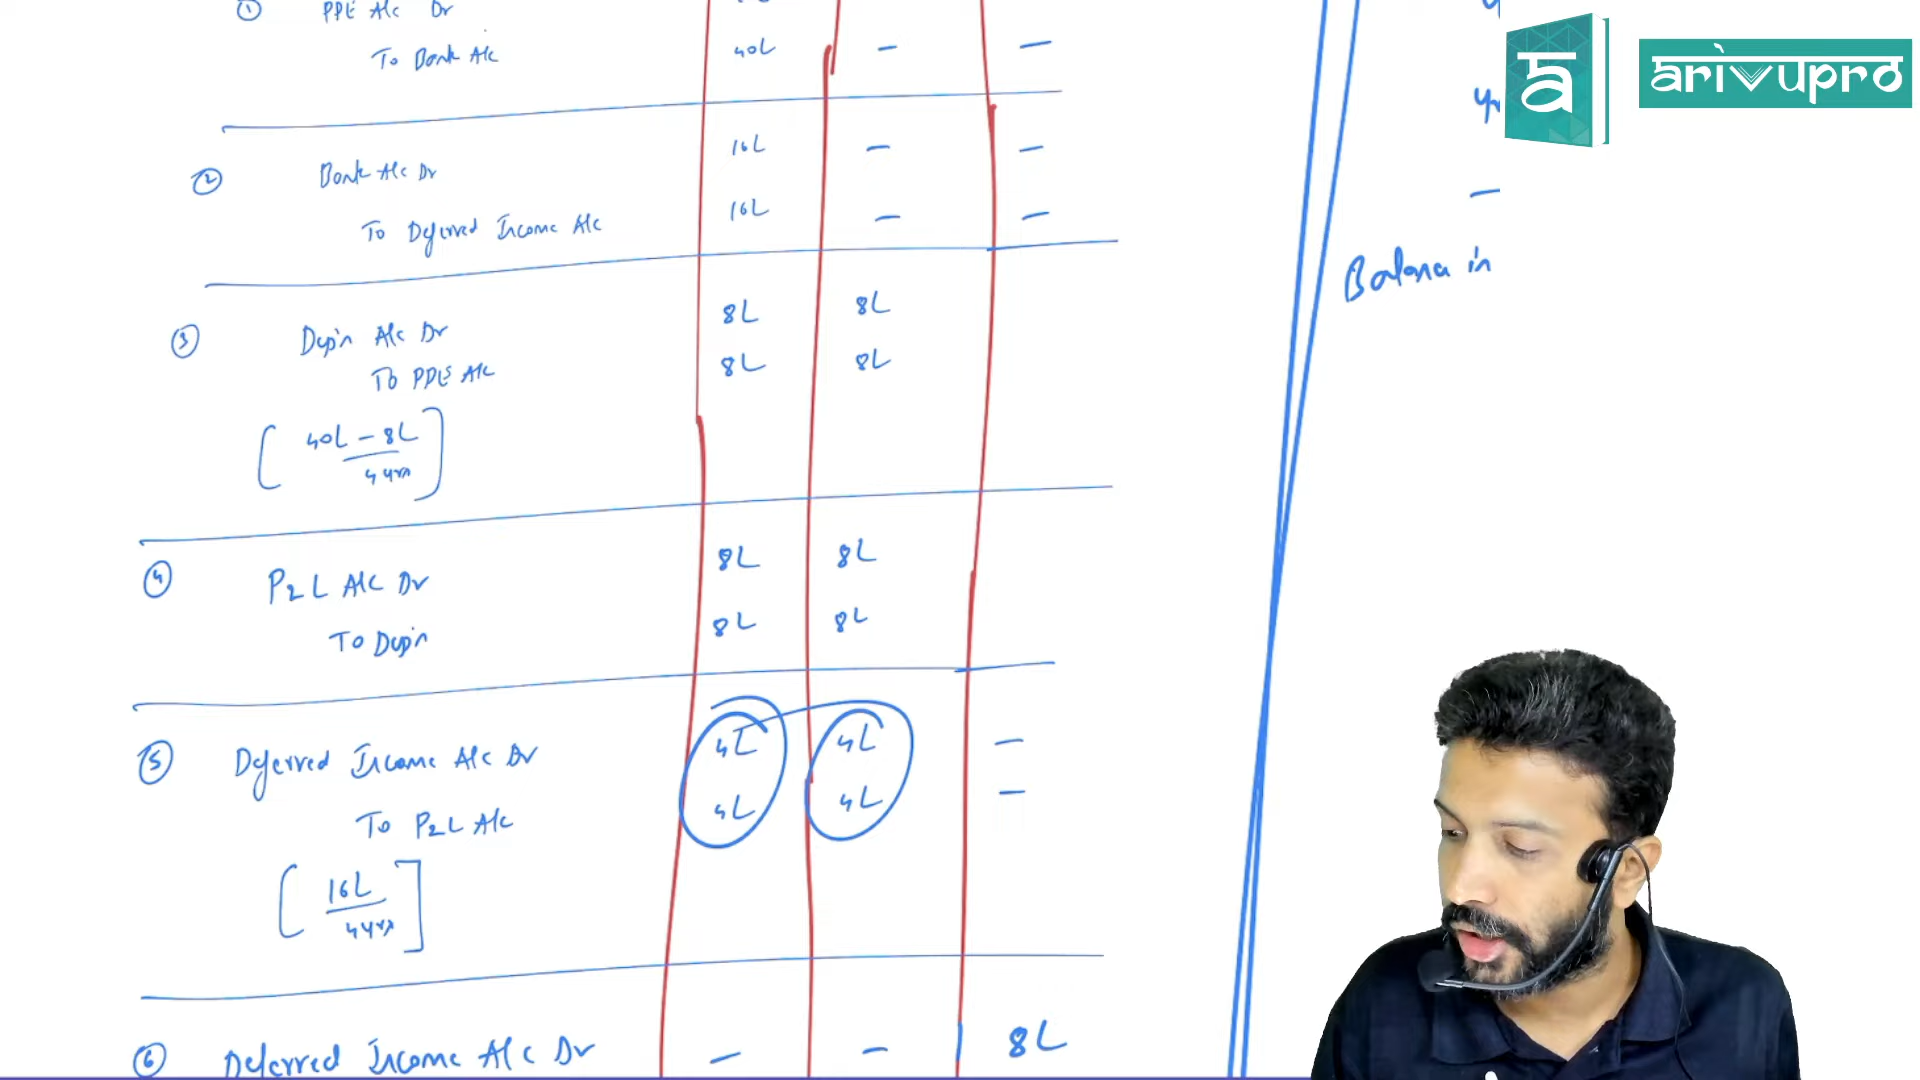 ① PPE A/c Dr
To Bank A/c 40L — —
② Bank A/c Dr 16L — —
To Deferred Income A/c 16L — —
③ Depn A/c Dr 8L 8L
To PPE A/c 8L 8L
[ 40L - 8L
4 yrs ]
④ P2L A/c Dr 8L 8L
To Depn 8L 8L
⑤ Deferred Income A/c Dr 4L 4L —
To P2L A/c 4L 4L —
[ 16L
4 yrs ]
⑥ Deferred Income A/c Dr — — 8L
—
Balance in
arivupro